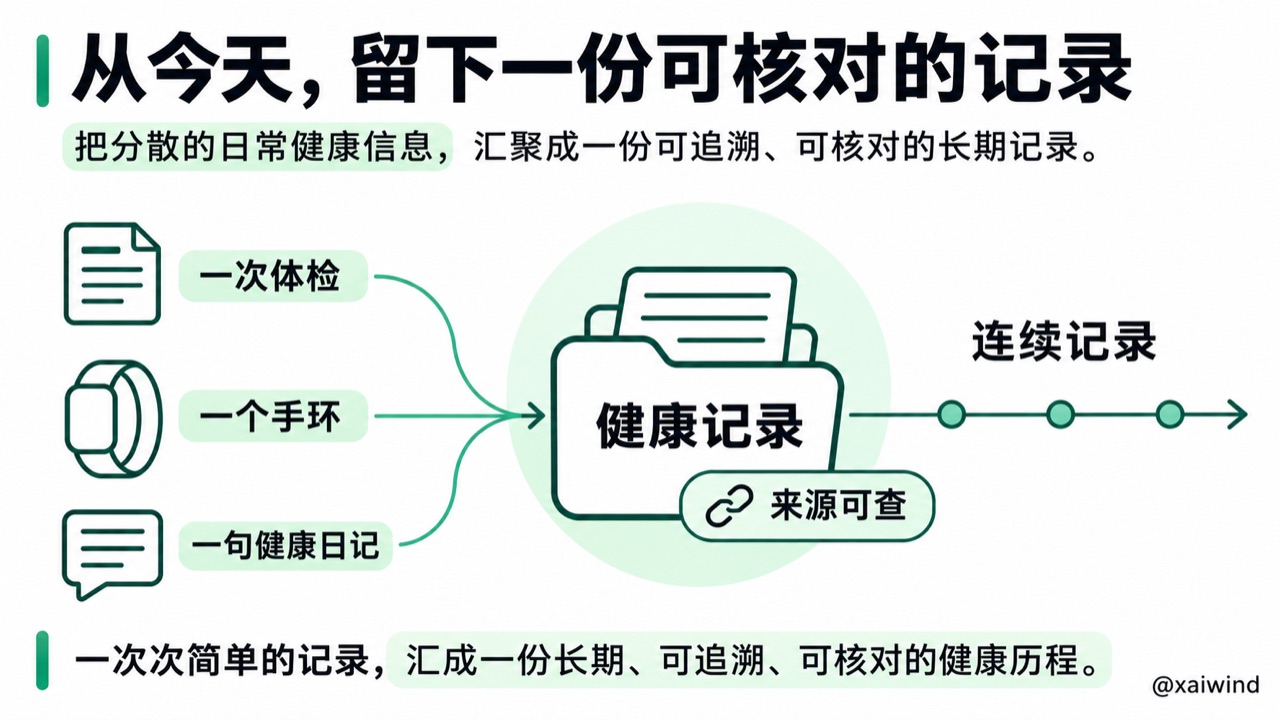 从今天，留下一份可核对的记录
把分散的日常健康信息，汇聚成一份可追溯、可核对的长期记录。
一次体检
一个手环
一句健康日记
健康记录
来源可查
连续记录
一次次简单的记录，汇成一份长期、可追溯、可核对的健康历程。
@xaiwind